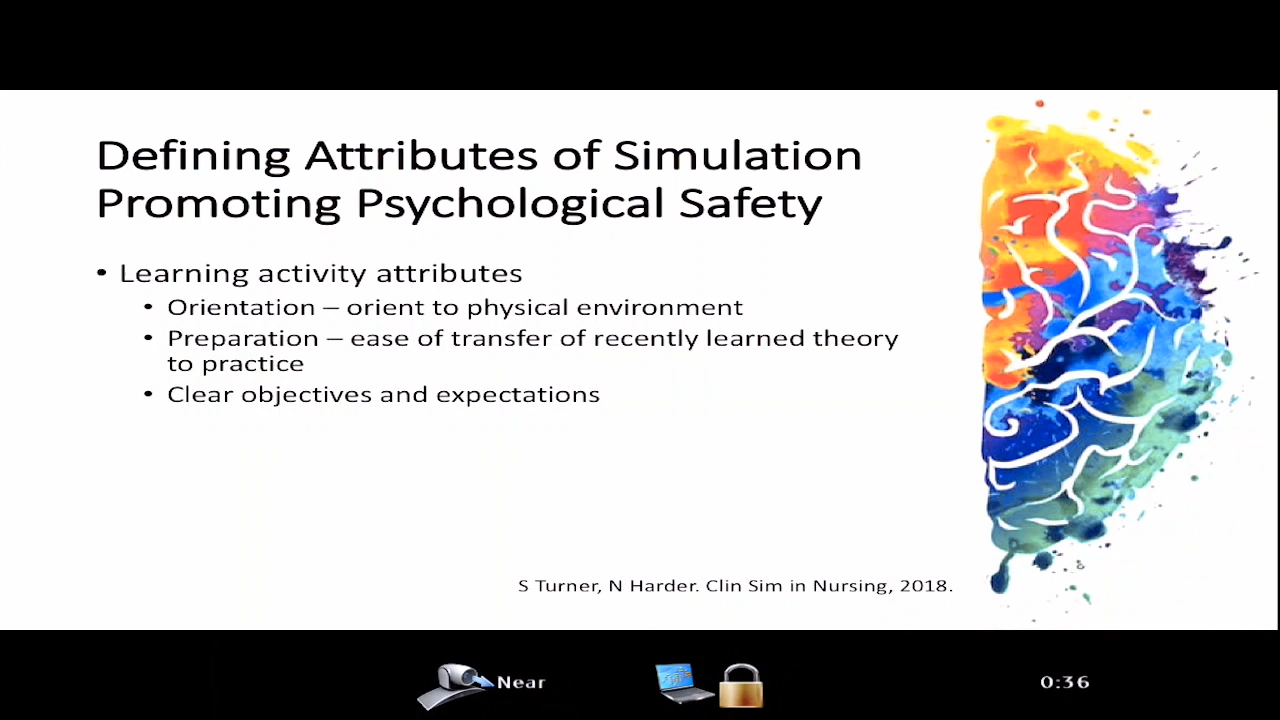 Defining Attributes of Simulation
Promoting Psychological Safety
• Learning activity attributes
• Orientation – orient to physical environment
• Preparation – ease of transfer of recently learned theory
to practice
• Clear objectives and expectations
S Turner, N Harder. Clin Sim in Nursing, 2018.
Near
0:36